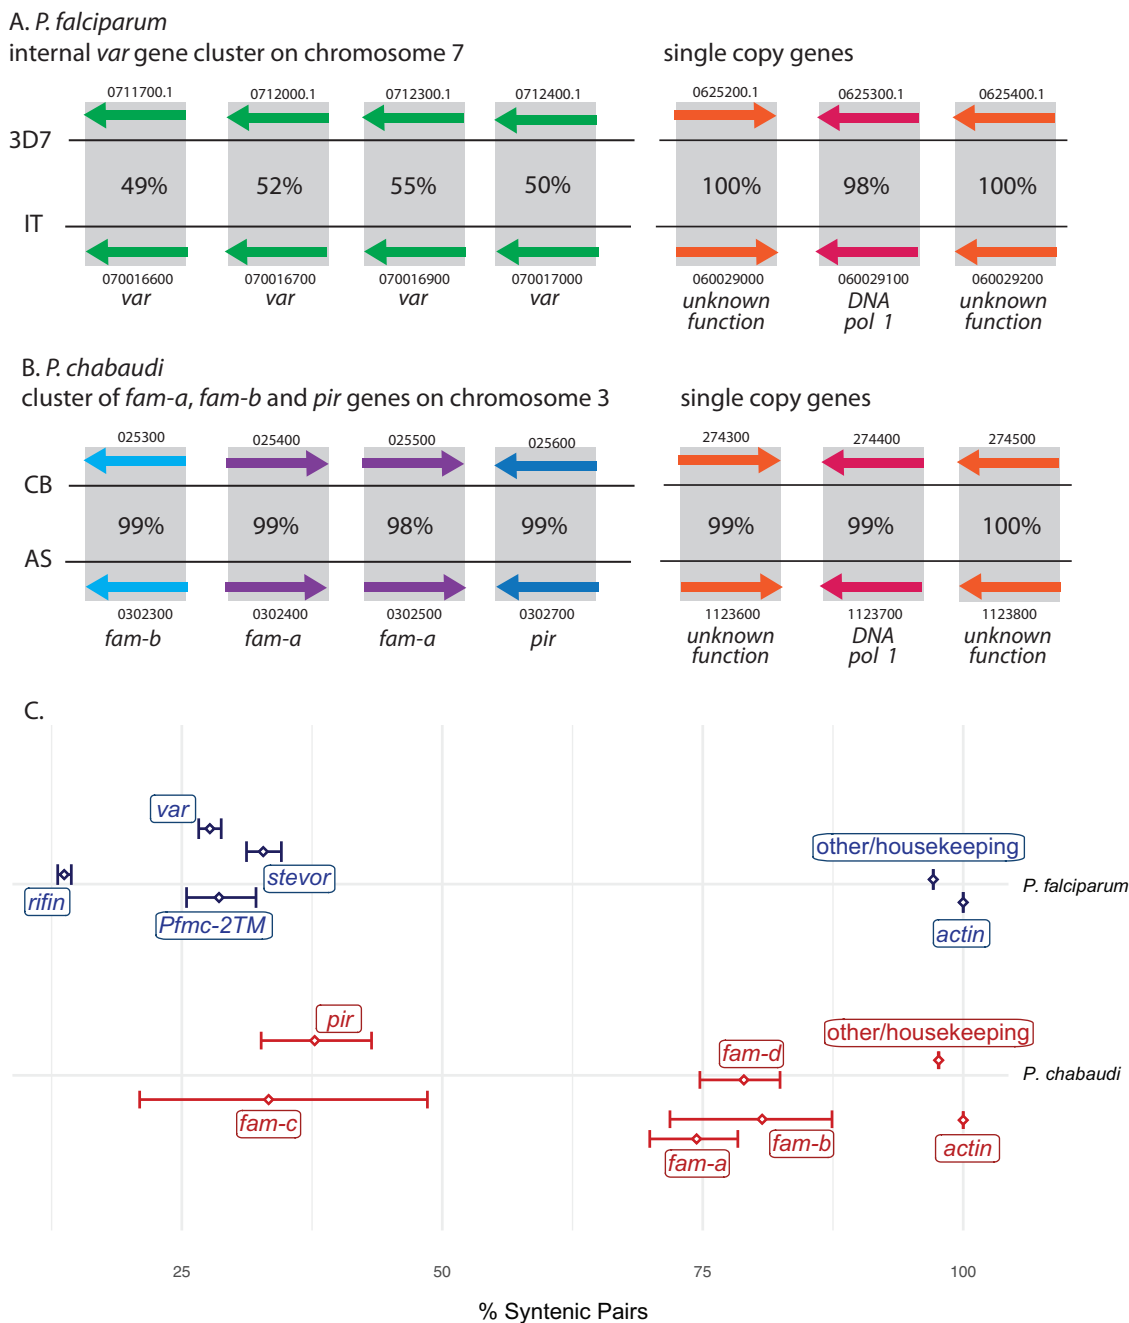 A. P. falciparum
internal var gene cluster on chromosome 7
single copy genes
0711700.1 0712000.1 0712300.1 0712400.1 0625200.1 0625300.1 0625400.1
3D7
49% 52% 55% 50% 100% 98% 100%
IT
070016600 070016700 070016900 070017000 060029000 060029100 060029200
var var var var unknown DNA unknown
function pol 1 function
B. P. chabaudi
cluster of fam-a, fam-b and pir genes on chromosome 3
single copy genes
025300 025400 025500 025600 274300 274400 274500
CB
99% 99% 98% 99% 99% 99% 100%
AS
0302300 0302400 0302500 0302700 1123600 1123700 1123800
fam-b fam-a fam-a pir unknown DNA unknown
function pol 1 function
C.
var
other/housekeeping
stevor
rifin
P. falciparum
Pfmc-2TM
actin
pir
other/housekeeping
fam-d
P. chabaudi
fam-c
fam-b
actin
fam-a
25 50 75 100
% Syntenic Pairs